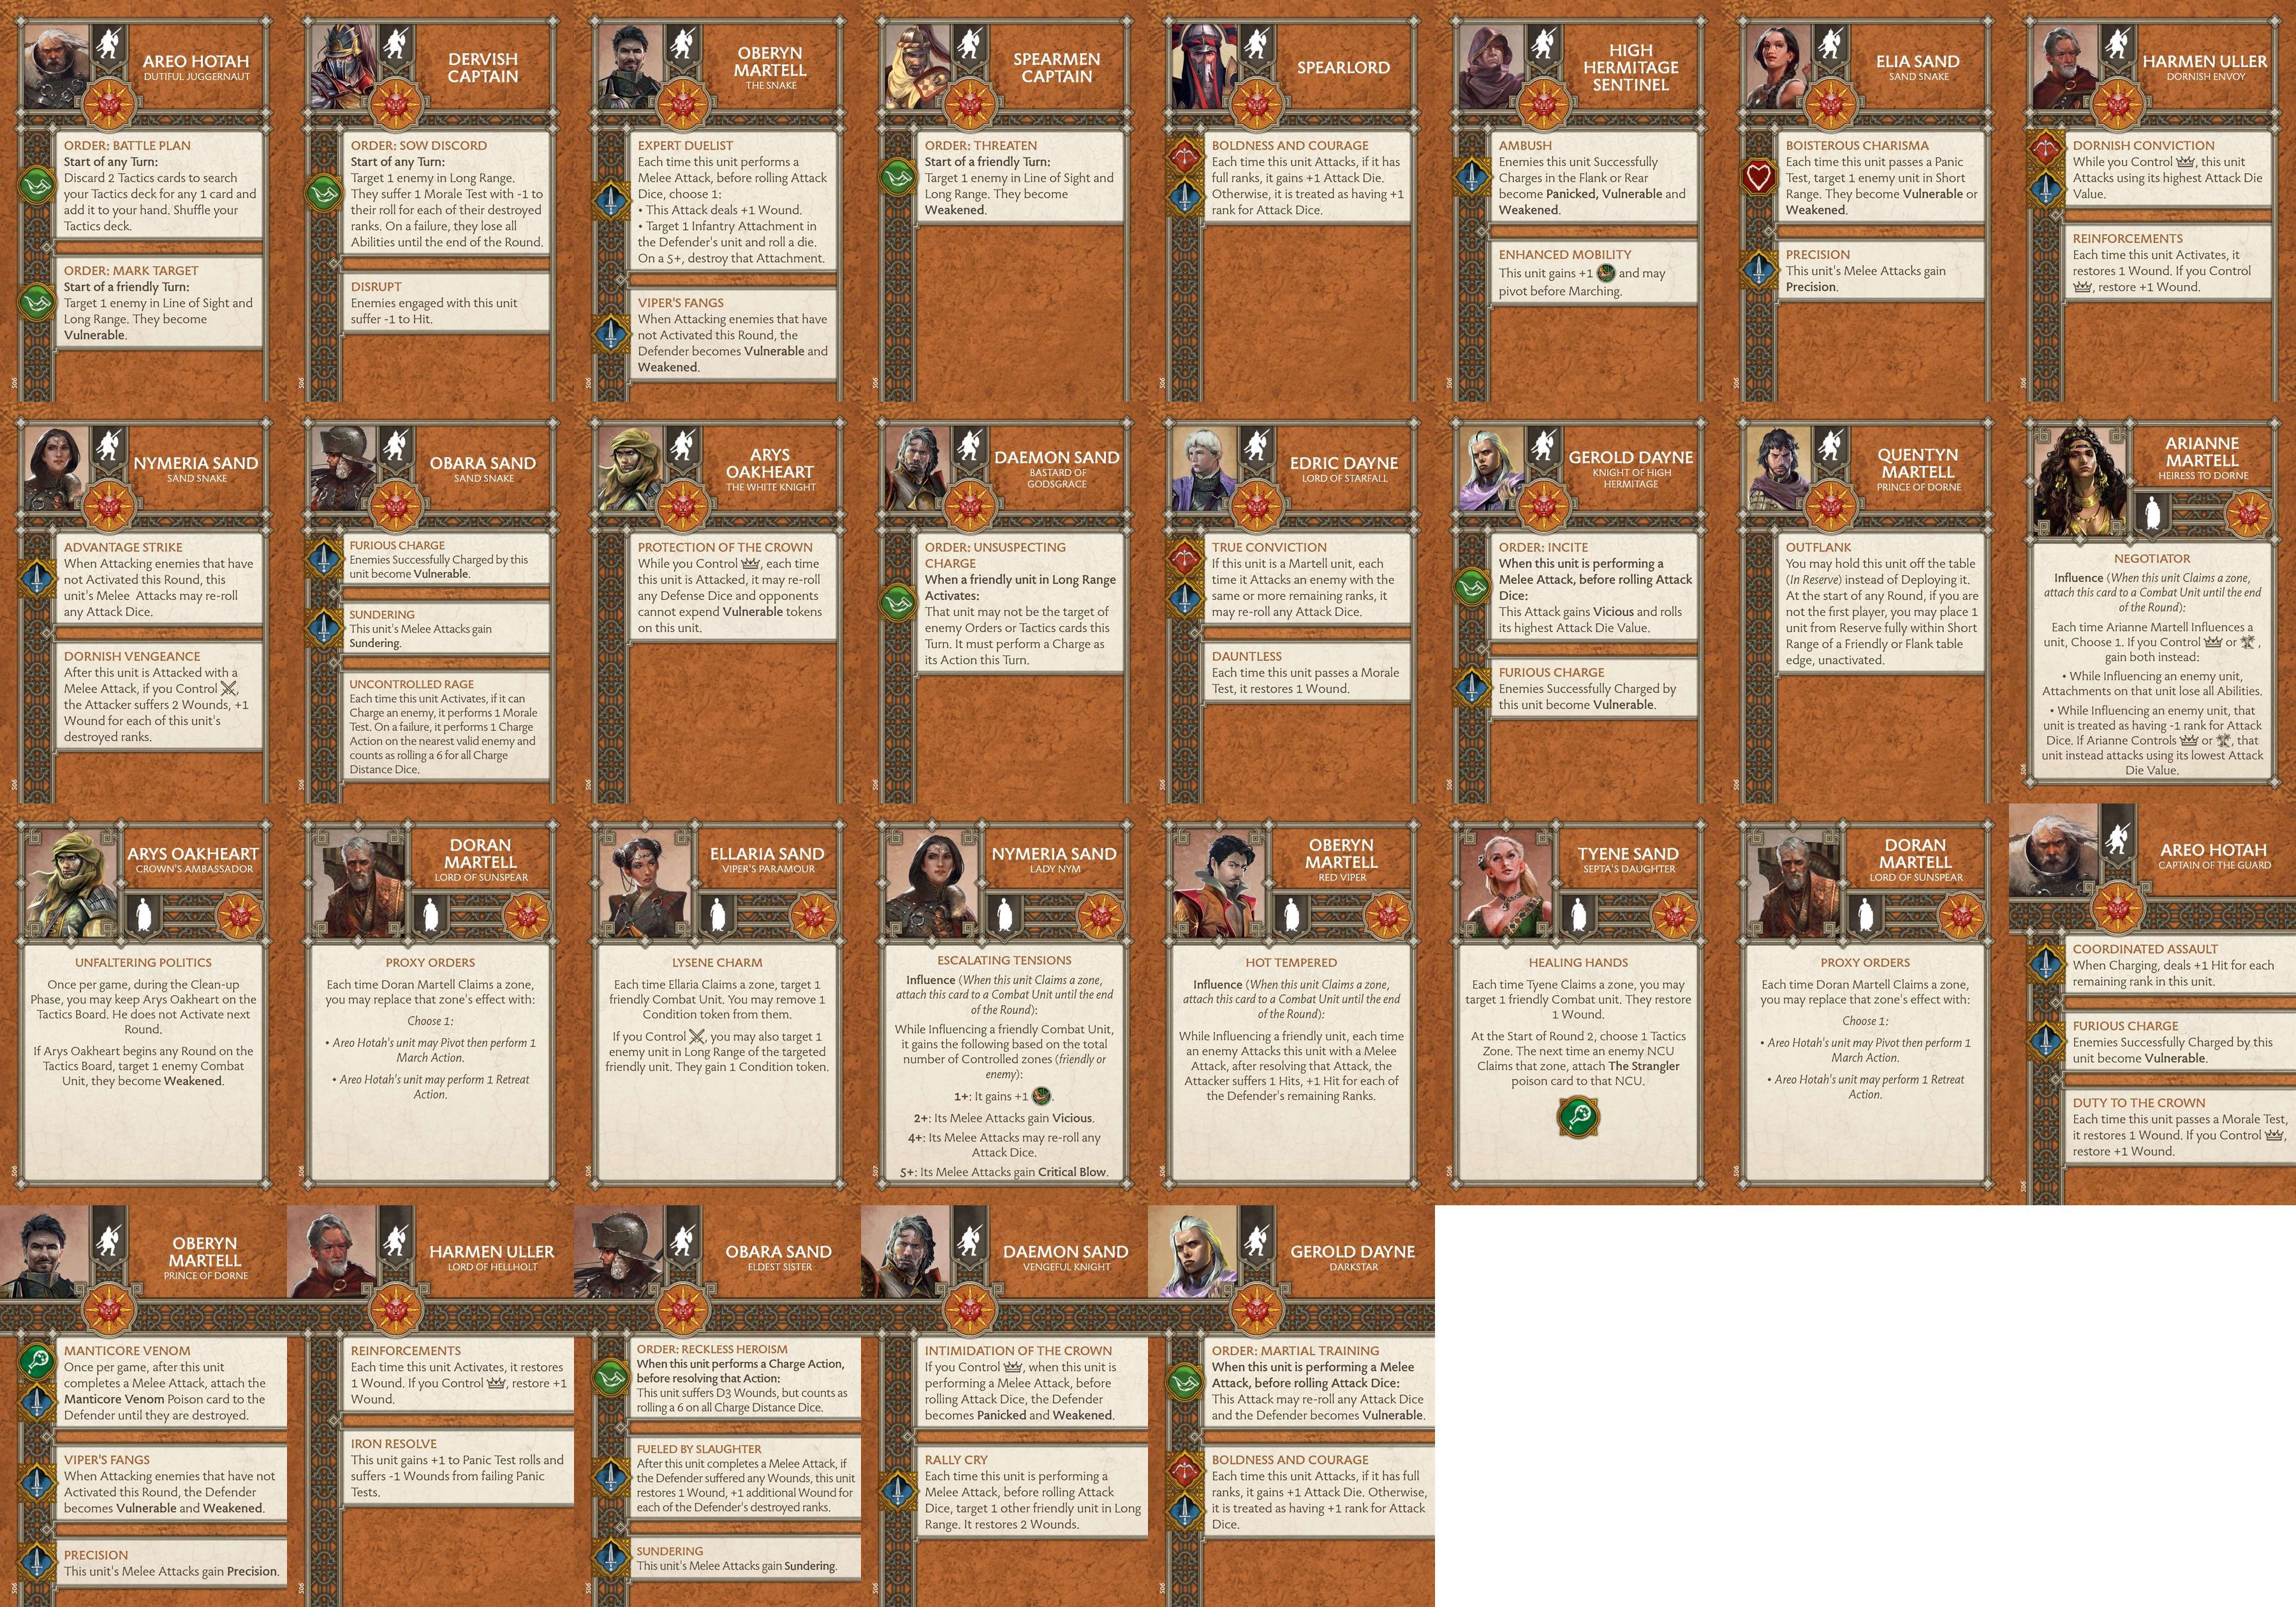 AREO HOTAH
DUTIFUL JUGGERNAUT
ORDER: BATTLE PLAN
Start of any Turn:
Discard 2 Tactics cards to search
your Tactics deck for any 1 card and
add it to your hand. Shuffle your
Tactics deck.
ORDER: MARK TARGET
Start of a friendly Turn:
Target 1 enemy in Line of Sight and
Long Range. They become
Vulnerable.
S06
DERVISH
CAPTAIN
ORDER: SOW DISCORD
Start of any Turn:
Target 1 enemy in Long Range.
They suffer 1 Morale Test with -1 to
their roll for each of their destroyed
ranks. On a failure, they lose all
Abilities until the end of the Round.
DISRUPT
Enemies engaged with this unit
suffer -1 to Hit.
S06
OBERYN
MARTELL
THE SNAKE
EXPERT DUELIST
Each time this unit performs a
Melee Attack, before rolling Attack
Dice, choose 1:
• This Attack deals +1 Wound.
• Target 1 Infantry Attachment in
the Defender's unit and roll a die.
On a 5+, destroy that Attachment.
VIPER'S FANGS
When Attacking enemies that have
not Activated this Round, the
Defender becomes Vulnerable and
Weakened.
S06
SPEARMEN
CAPTAIN
ORDER: THREATEN
Start of a friendly Turn:
Target 1 enemy in Line of Sight and
Long Range. They become
Weakened.
S06
SPEARLORD
BOLDNESS AND COURAGE
Each time this unit Attacks, if it has
full ranks, it gains +1 Attack Die.
Otherwise, it is treated as having +1
rank for Attack Dice.
S06
HIGH
HERMITAGE
SENTINEL
AMBUSH
Enemies this unit Successfully
Charges in the Flank or Rear
become Panicked, Vulnerable and
Weakened.
ENHANCED MOBILITY
This unit gains +1 and may
pivot before Marching.
S06
ELIA SAND
SAND SNAKE
BOISTEROUS CHARISMA
Each time this unit passes a Panic
Test, target 1 enemy unit in Short
Range. They become Vulnerable or
Weakened.
PRECISION
This unit's Melee Attacks gain
Precision.
S06
HARMEN ULLER
DORNISH ENVOY
DORNISH CONVICTION
While you Control , this unit
Attacks using its highest Attack Die
Value.
REINFORCEMENTS
Each time this unit Activates, it
restores 1 Wound. If you Control
, restore +1 Wound.
S06
NYMERIA SAND
SAND SNAKE
ADVANTAGE STRIKE
When Attacking enemies that have
not Activated this Round, this
unit's Melee Attacks may re-roll
any Attack Dice.
DORNISH VENGEANCE
After this unit is Attacked with a
Melee Attack, if you Control ,
the Attacker suffers 2 Wounds, +1
Wound for each of this unit's
destroyed ranks.
S06
OBARA SAND
SAND SNAKE
FURIOUS CHARGE
Enemies Successfully Charged by this
unit become Vulnerable.
SUNDERING
This unit's Melee Attacks gain
Sundering.
UNCONTROLLED RAGE
Each time this unit Activates, if it can
Charge an enemy, it performs 1 Morale
Test. On a failure, it performs 1 Charge
Action on the nearest valid enemy and
counts as rolling a 6 for all Charge
Distance Dice.
S06
ARYS
OAKHEART
THE WHITE KNIGHT
PROTECTION OF THE CROWN
While you Control , each time
this unit is Attacked, it may re-roll
any Defense Dice and opponents
cannot expend Vulnerable tokens
on this unit.
S06
DAEMON SAND
BASTARD OF
GODSGRACE
ORDER: UNSUSPECTING
CHARGE
When a friendly unit in Long Range
Activates:
That unit may not be the target of
enemy Orders or Tactics cards this
Turn. It must perform a Charge as
its Action this Turn.
S06
EDRIC DAYNE
LORD OF STARFALL
TRUE CONVICTION
If this unit is a Martell unit, each
time it Attacks an enemy with the
same or more remaining ranks, it
may re-roll any Attack Dice.
DAUNTLESS
Each time this unit passes a Morale
Test, it restores 1 Wound.
S06
GEROLD DAYNE
KNIGHT OF HIGH
HERMITAGE
ORDER: INCITE
When this unit is performing a
Melee Attack, before rolling Attack
Dice:
This Attack gains Vicious and rolls
its highest Attack Die Value.
FURIOUS CHARGE
Enemies Successfully Charged by
this unit become Vulnerable.
S06
QUENTYN
MARTELL
PRINCE OF DORNE
OUTFLANK
You may hold this unit off the table
(In Reserve) instead of Deploying it.
At the start of any Round, if you are
not the first player, you may place 1
unit from Reserve fully within Short
Range of a Friendly or Flank table
edge, unactivated.
S06
ARIANNE
MARTELL
HEIRESS TO DORNE
NEGOTIATOR
Influence (When this unit Claims a zone,
attach this card to a Combat Unit until the end
of the Round):
Each time Arianne Martell Influences a
unit, Choose 1. If you Control or ,
gain both instead:
• While Influencing an enemy unit,
Attachments on that unit lose all Abilities.
• While Influencing an enemy unit, that
unit is treated as having -1 rank for Attack
Dice. If Arianne Controls or , that
unit instead attacks using its lowest Attack
Die Value.
S06
ARYS OAKHEART
CROWN'S AMBASSADOR
UNFALTERING POLITICS
Once per game, during the Clean-up
Phase, you may keep Arys Oakheart on the
Tactics Board. He does not Activate next
Round.
If Arys Oakheart begins any Round on the
Tactics Board, target 1 enemy Combat
Unit, they become Weakened.
S06
DORAN
MARTELL
LORD OF SUNSPEAR
PROXY ORDERS
Each time Doran Martell Claims a zone,
you may replace that zone's effect with:
Choose 1:
• Areo Hotah's unit may Pivot then perform 1
March Action.
• Areo Hotah's unit may perform 1 Retreat
Action.
S06
ELLARIA SAND
VIPER'S PARAMOUR
LYSENE CHARM
Each time Ellaria Claims a zone, target 1
friendly Combat Unit. You may remove 1
Condition token from them.
If you Control , you may also target 1
enemy unit in Long Range of the targeted
friendly unit. They gain 1 Condition token.
S06
NYMERIA SAND
LADY NYM
ESCALATING TENSIONS
Influence (When this unit Claims a zone,
attach this card to a Combat Unit until the end
of the Round):
While Influencing a friendly Combat Unit,
it gains the following based on the total
number of Controlled zones (friendly or
enemy):
1+: It gains +1 .
2+: Its Melee Attacks gain Vicious.
4+: Its Melee Attacks may re-roll any
Attack Dice.
5+: Its Melee Attacks gain Critical Blow.
S07
OBERYN
MARTELL
RED VIPER
HOT TEMPERED
Influence (When this unit Claims a zone,
attach this card to a Combat Unit until the end
of the Round):
While Influencing a friendly unit, each time
an enemy Attacks this unit with a Melee
Attack, after resolving that Attack, the
Attacker suffers 1 Hits, +1 Hit for each of
the Defender's remaining Ranks.
S06
TYENE SAND
SEPTA'S DAUGHTER
HEALING HANDS
Each time Tyene Claims a zone, you may
target 1 friendly Combat unit. They restore
1 Wound.
At the Start of Round 2, choose 1 Tactics
Zone. The next time an enemy NCU
Claims that zone, attach The Strangler
poison card to that NCU.
S06
DORAN
MARTELL
LORD OF SUNSPEAR
PROXY ORDERS
Each time Doran Martell Claims a zone,
you may replace that zone's effect with:
Choose 1:
• Areo Hotah's unit may Pivot then perform 1
March Action.
• Areo Hotah's unit may perform 1 Retreat
Action.
S06
AREO HOTAH
CAPTAIN OF THE GUARD
COORDINATED ASSAULT
When Charging, deals +1 Hit for each
remaining rank in this unit.
FURIOUS CHARGE
Enemies Successfully Charged by this
unit become Vulnerable.
DUTY TO THE CROWN
Each time this unit passes a Morale Test,
it restores 1 Wound. If you Control ,
restore +1 Wound.
S06
OBERYN
MARTELL
PRINCE OF DORNE
MANTICORE VENOM
Once per game, after this unit
completes a Melee Attack, attach the
Manticore Venom Poison card to the
Defender until they are destroyed.
VIPER'S FANGS
When Attacking enemies that have not
Activated this Round, the Defender
becomes Vulnerable and Weakened.
PRECISION
This unit's Melee Attacks gain Precision.
S06
HARMEN ULLER
LORD OF HELLHOLT
REINFORCEMENTS
Each time this unit Activates, it restores
1 Wound. If you Control , restore +1
Wound.
IRON RESOLVE
This unit gains +1 to Panic Test rolls and
suffers -1 Wounds from failing Panic
Tests.
S06
OBARA SAND
ELDEST SISTER
ORDER: RECKLESS HEROISM
When this unit performs a Charge Action,
before resolving that Action:
This unit suffers D3 Wounds, but counts as
rolling a 6 on all Charge Distance Dice.
FUELED BY SLAUGHTER
After this unit completes a Melee Attack, if
the Defender suffered any Wounds, this unit
restores 1 Wound, +1 additional Wound for
each of the Defender's destroyed ranks.
SUNDERING
This unit's Melee Attacks gain Sundering.
S06
DAEMON SAND
VENGEFUL KNIGHT
INTIMIDATION OF THE CROWN
If you Control , when this unit is
performing a Melee Attack, before
rolling Attack Dice, the Defender
becomes Panicked and Weakened.
RALLY CRY
Each time this unit is performing a
Melee Attack, before rolling Attack
Dice, target 1 other friendly unit in Long
Range. It restores 2 Wounds.
S06
GEROLD DAYNE
DARKSTAR
ORDER: MARTIAL TRAINING
When this unit is performing a Melee
Attack, before rolling Attack Dice:
This Attack may re-roll any Attack Dice
and the Defender becomes Vulnerable.
BOLDNESS AND COURAGE
Each time this unit Attacks, if it has full
ranks, it gains +1 Attack Die. Otherwise,
it is treated as having +1 rank for Attack
Dice.
S06